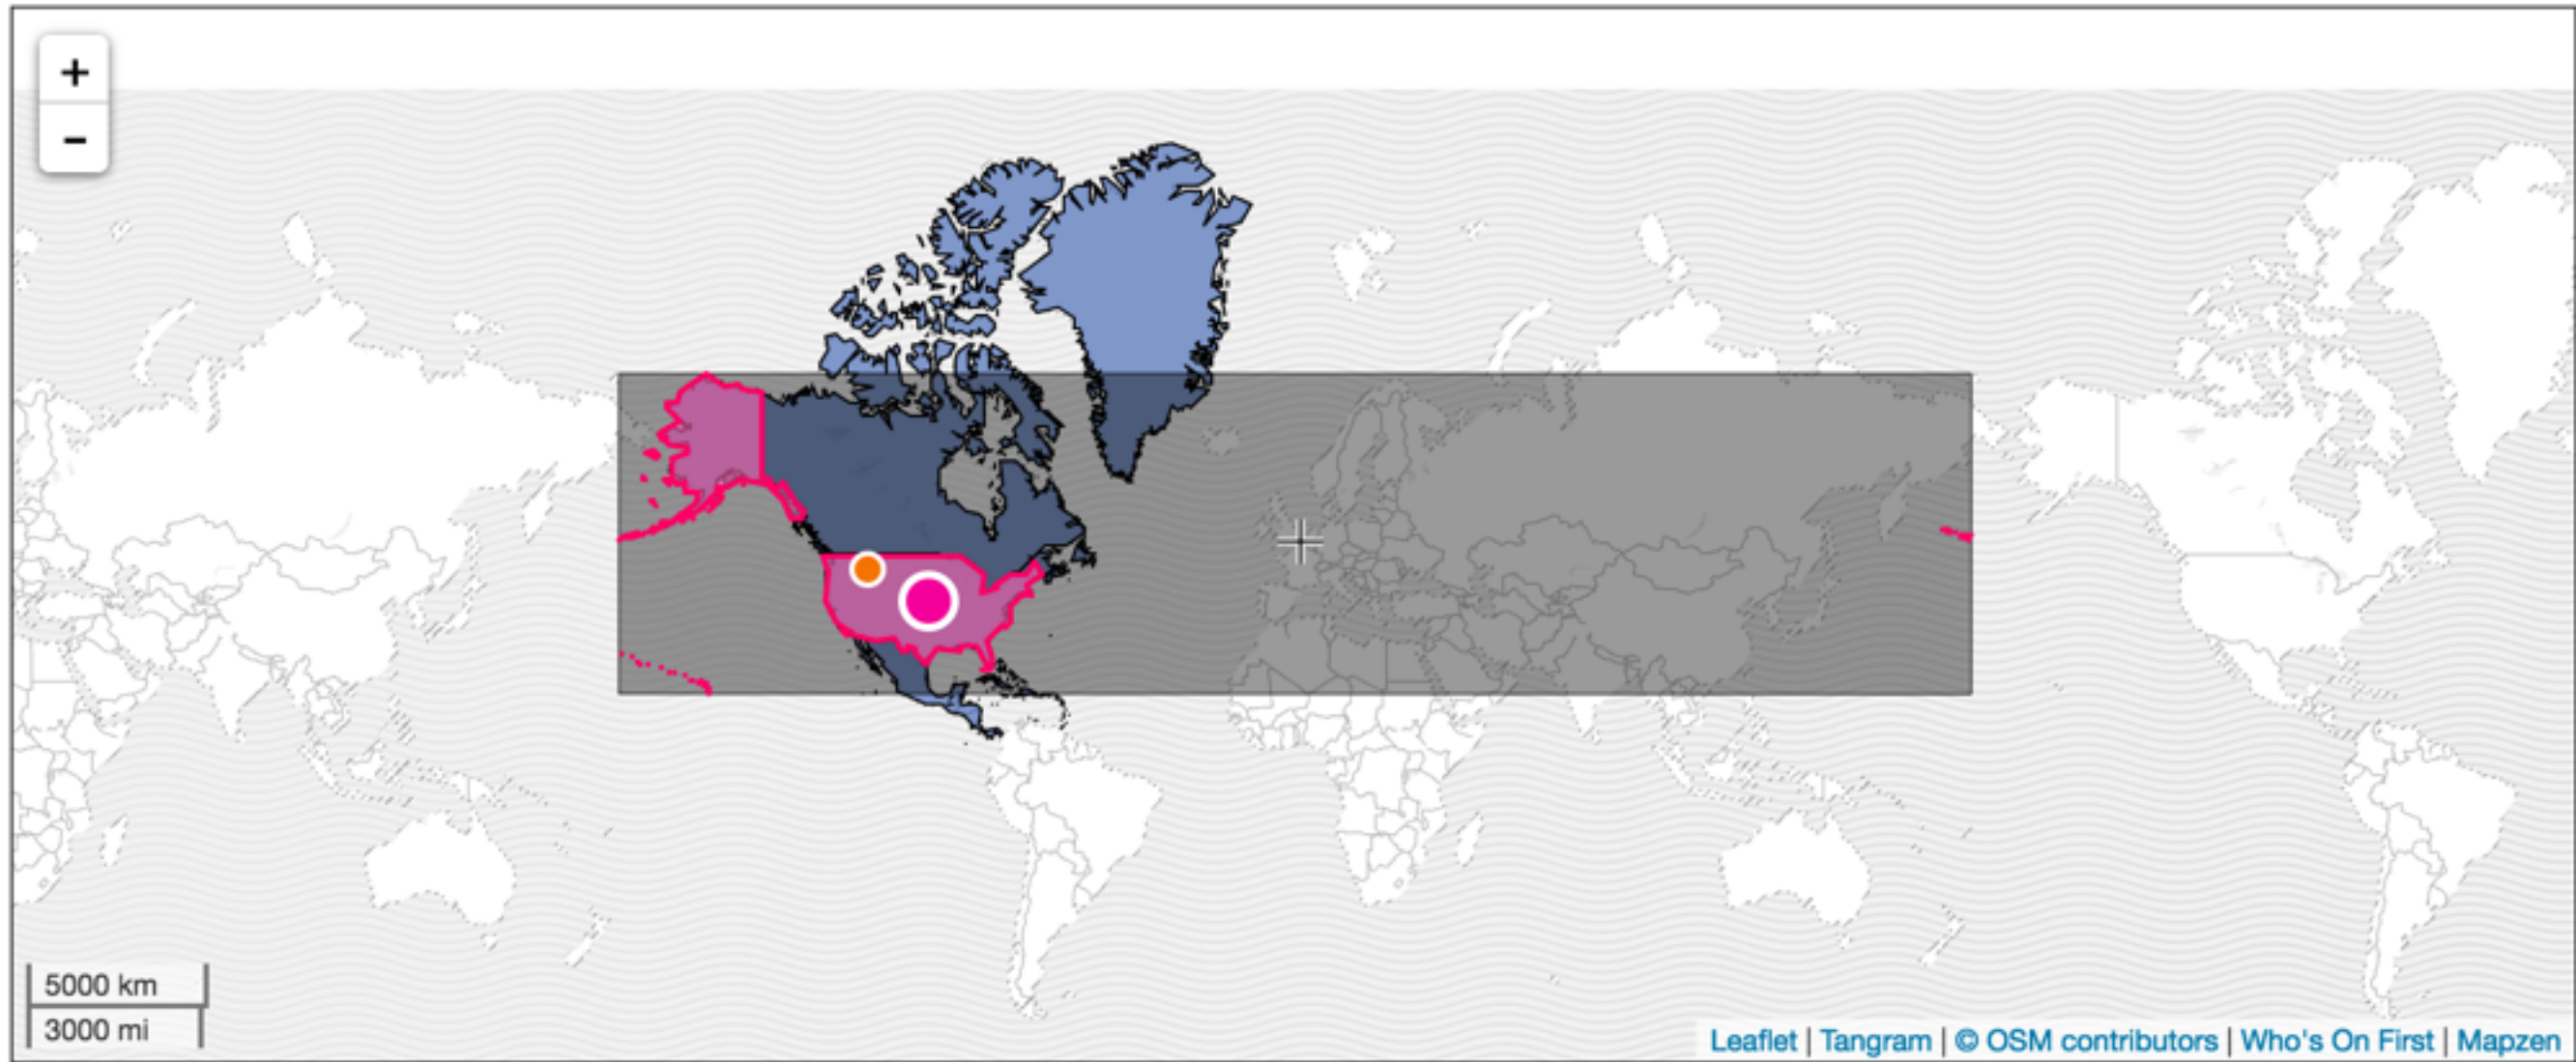 +
-
5000 km
3000 mi
Leaflet | Tangram | © OSM contributors | Who's On First | Mapzen